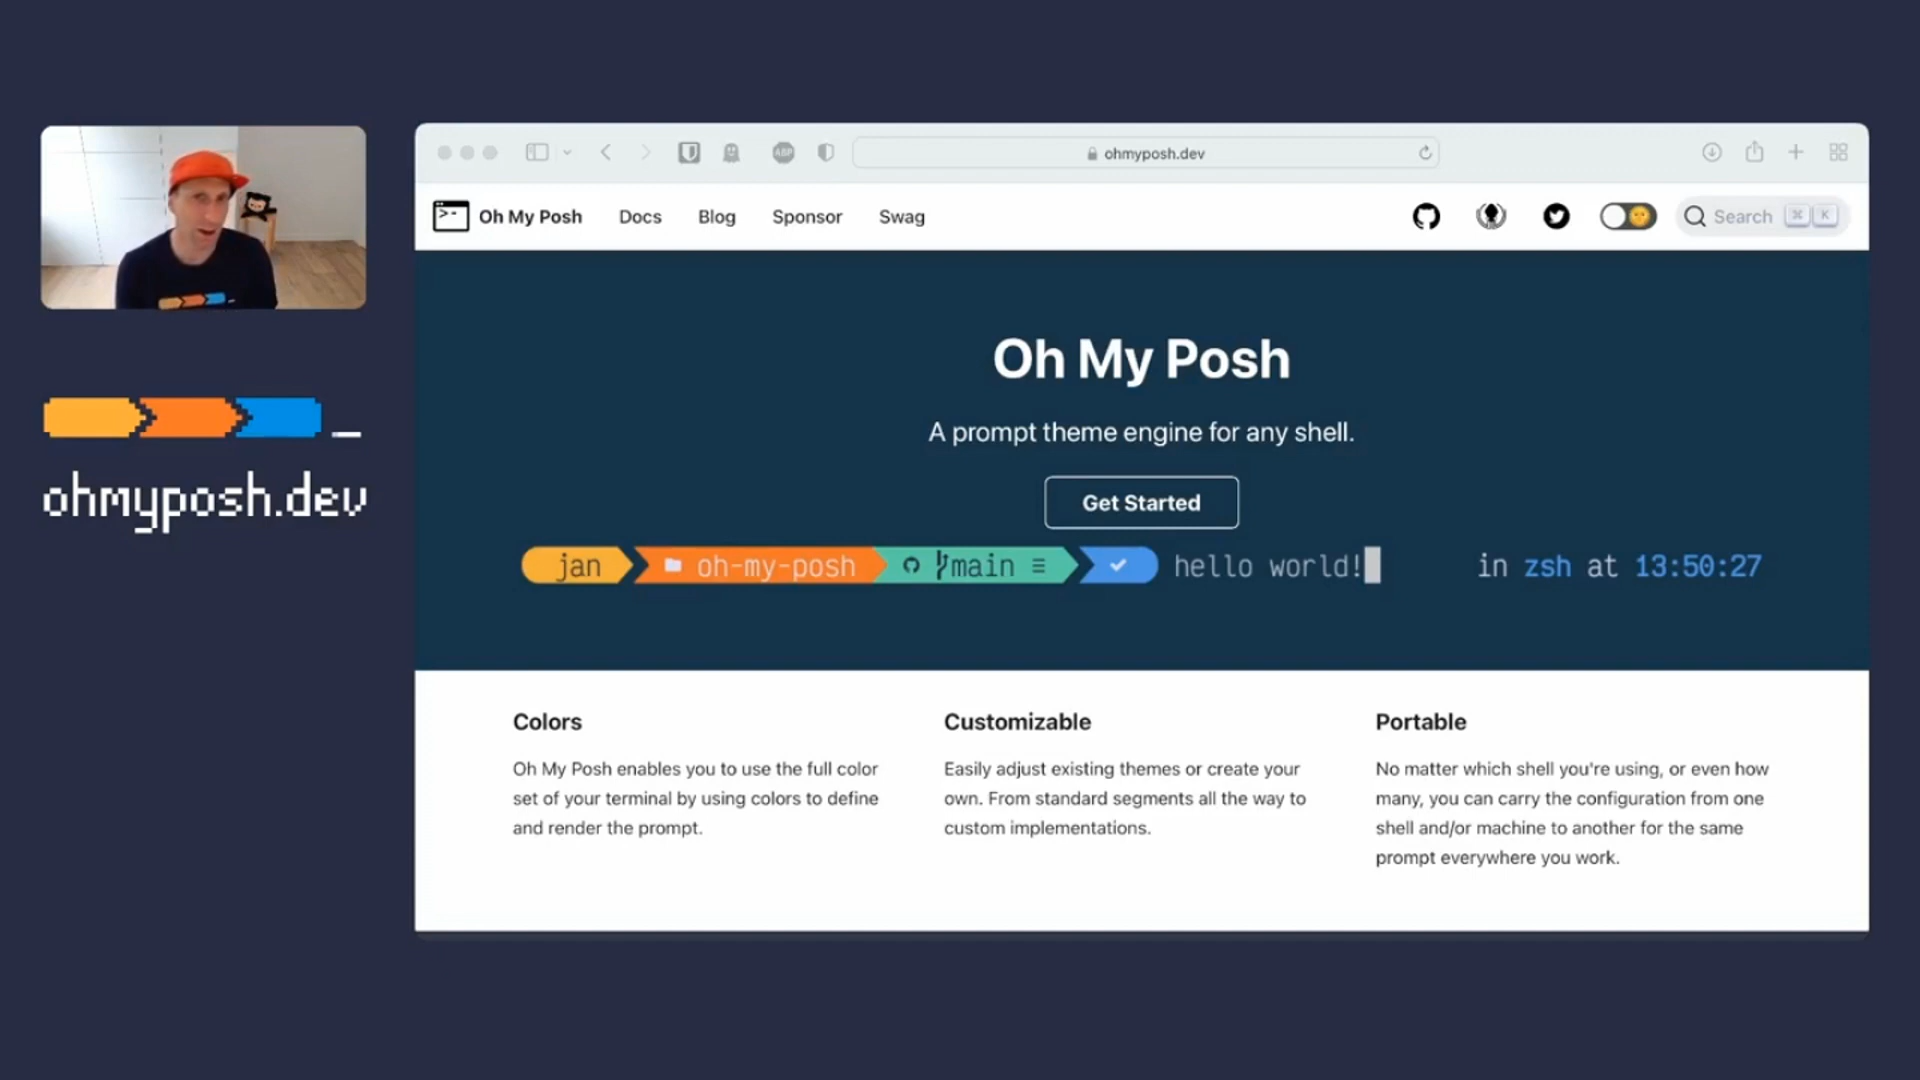 ohmyposh.dev
ohmyposh.dev
ABP
Oh My Posh Docs Blog Sponsor Swag Search ⌘ K
Oh My Posh
A prompt theme engine for any shell.
Get Started
jan oh-my-posh main ≡ hello world! in zsh at 13:50:27
Colors
Oh My Posh enables you to use the full color
set of your terminal by using colors to define
and render the prompt.
Customizable
Easily adjust existing themes or create your
own. From standard segments all the way to
custom implementations.
Portable
No matter which shell you're using, or even how
many, you can carry the configuration from one
shell and/or machine to another for the same
prompt everywhere you work.